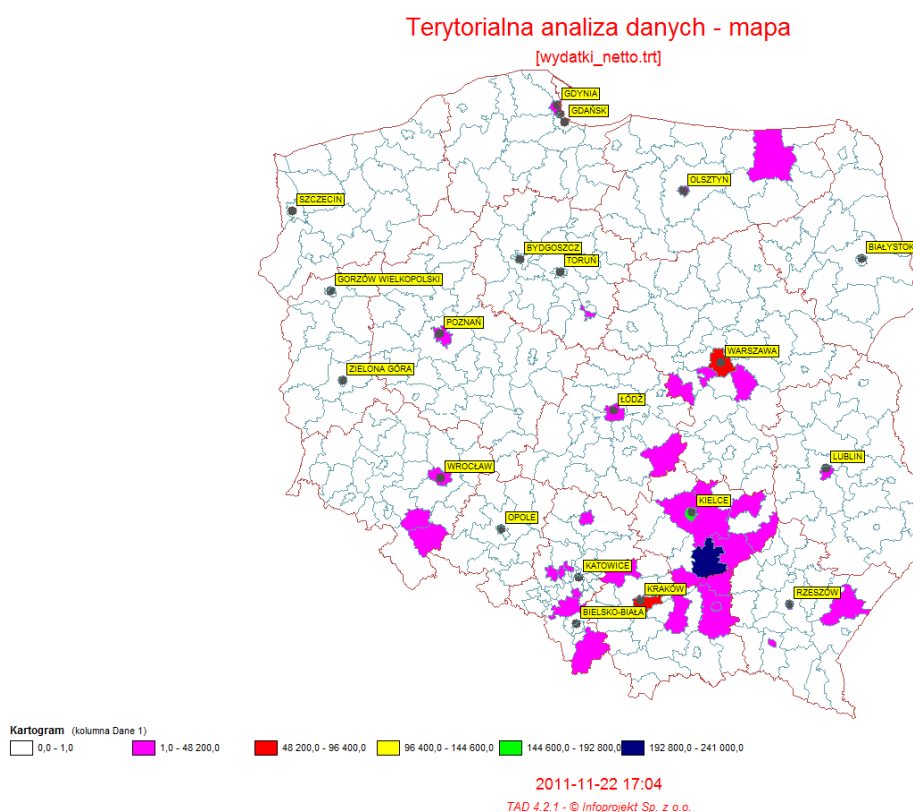 Terytorialna analiza danych - mapa
[wydatki_netto.trt]
GDYNIA
GDAŃSK
OLSZTYN
SZCZECIN
BYDGOSZCZ
BIAŁYSTOK
TORUŃ
GORZÓW WIELKOPOLSKI
POZNAŃ
WARSZAWA
ZIELONA GÓRA
ŁÓDŹ
LUBLIN
WROCŁAW
KIELCE
OPOLE
KATOWICE
KRAKÓW
RZESZÓW
BIELSKO-BIAŁA
Kartogram (kolumna Dane 1)
0,0 - 1,0 1,0 - 48 200,0 48 200,0 - 96 400,0 96 400,0 - 144 600,0 144 600,0 - 192 800,0 192 800,0 - 241 000,0
2011-11-22 17:04
TAD 4.2.1 - © Infoprojekt Sp. z o.o.